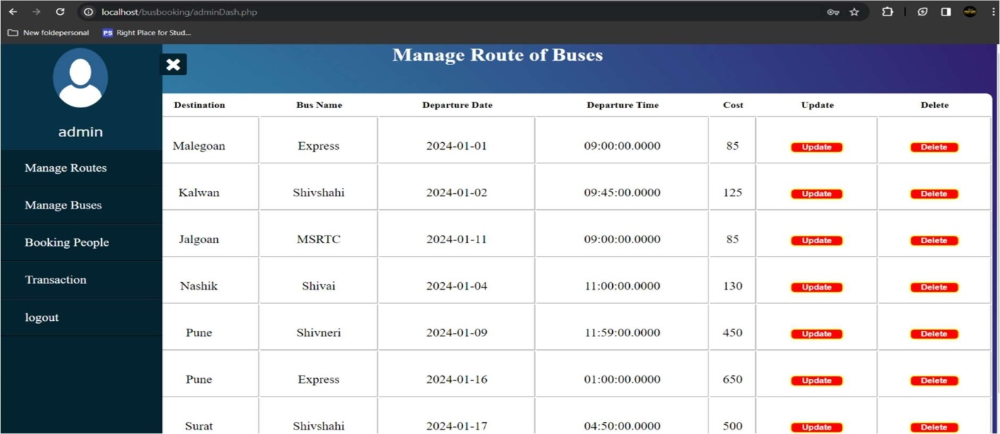 localhost/busbooking/adminDash.php
New foldepersonal PS Right Place for Stud...
Manage Route of Buses
admin
Manage Routes
Manage Buses
Booking People
Transaction
logout
Destination Bus Name Departure Date Departure Time Cost Update Delete
Malegoan Express 2024-01-01 09:00:00.0000 85 Update Delete
Kalwan Shivshahi 2024-01-02 09:45:00.0000 125 Update Delete
Jalgoan MSRTC 2024-01-11 09:00:00.0000 85 Update Delete
Nashik Shivai 2024-01-04 11:00:00.0000 130 Update Delete
Pune Shivneri 2024-01-09 11:59:00.0000 450 Update Delete
Pune Express 2024-01-16 01:00:00.0000 650 Update Delete
Surat Shivshahi 2024-01-17 04:50:00.0000 500 Update Delete